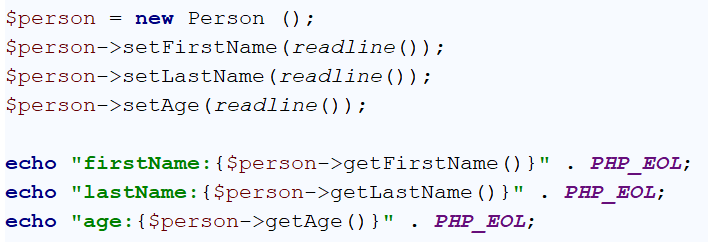 $person = new Person ();
$person->setFirstName(readline());
$person->setLastName(readline());
$person->setAge(readline());
echo "firstName:{$person->getFirstName()}" . PHP_EOL;
echo "lastName:{$person->getLastName()}" . PHP_EOL;
echo "age:{$person->getAge()}" . PHP_EOL;